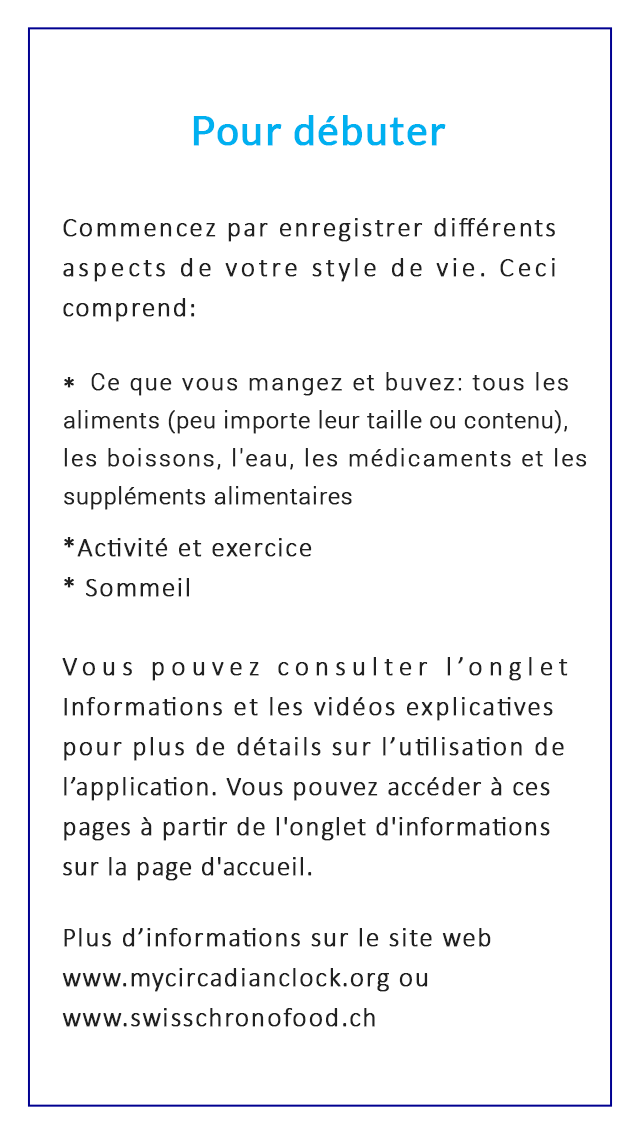 Pour débuter
Commencez par enregistrer différents
aspects de votre style de vie. Ceci
comprend:
* Ce que vous mangez et buvez: tous les
aliments (peu importe leur taille ou contenu),
les boissons, l'eau, les médicaments et les
suppléments alimentaires
*Activité et exercice
* Sommeil
Vous pouvez consulter l’onglet
Informations et les vidéos explicatives
pour plus de détails sur l’utilisation de
l’application. Vous pouvez accéder à ces
pages à partir de l'onglet d'informations
sur la page d'accueil.
Plus d’informations sur le site web
www.mycircadianclock.org ou
www.swisschronofood.ch